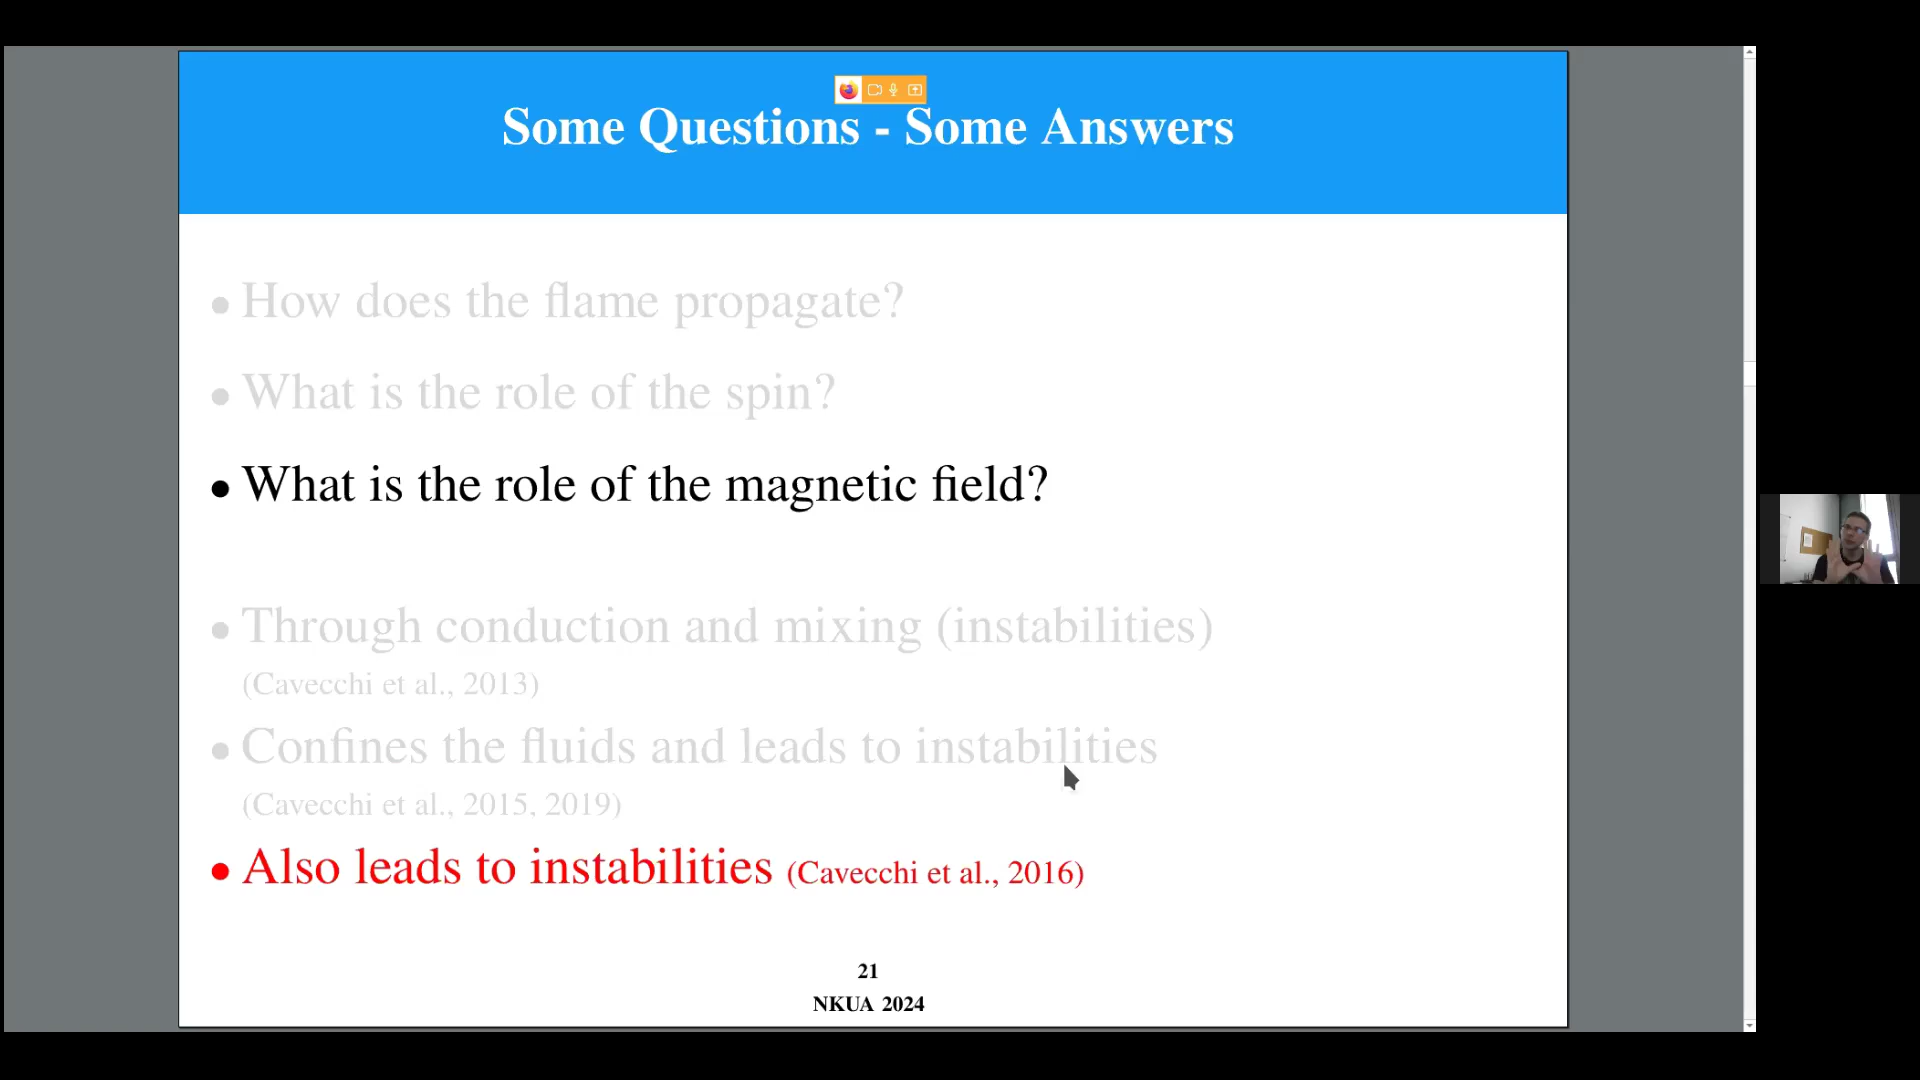 Some Questions - Some Answers
• How does the flame propagate?
• What is the role of the spin?
• What is the role of the magnetic field?
• Through conduction and mixing (instabilities)
(Cavecchi et al., 2013)
• Confines the fluids and leads to instabilities
(Cavecchi et al., 2015, 2019)
• Also leads to instabilities (Cavecchi et al., 2016)
21
NKUA 2024